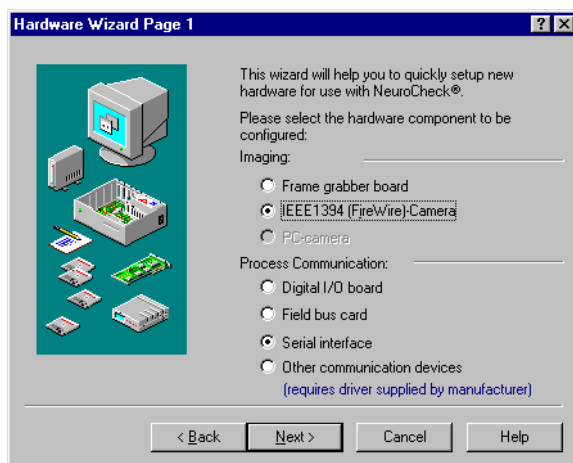 Hardware Wizard Page 1
This wizard will help you to quickly setup new
hardware for use with NeuroCheck®.
Please select the hardware component to be
configured:
Imaging:
Frame grabber board
IEEE1394 (FireWire)-Camera
PC-camera
Process Communication:
Digital I/O board
Field bus card
Serial interface
Other communication devices
(requires driver supplied by manufacturer)
< Back Next > Cancel Help